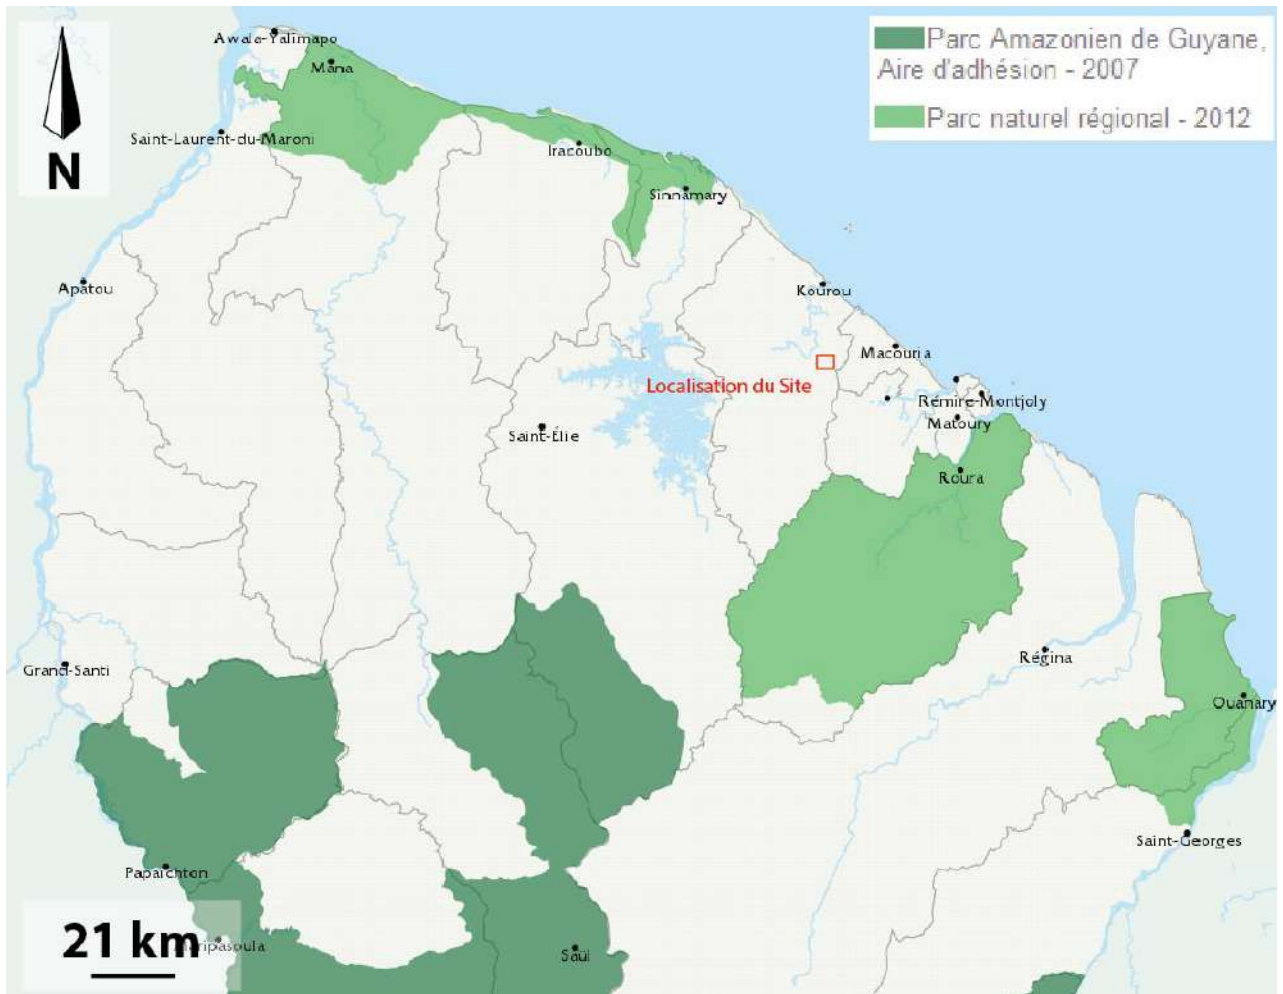 Parc Amazonien de Guyane,
Aire d'adhésion - 2007
Parc naturel régional - 2012
N
Awala-Yalimapo
Mana
Saint-Laurent-du-Maroni
Iracoubo
Sinnamary
Apatou
Kourou
Macouria
Localisation du Site
Rémire-Montjoly
Matoury
Saint-Élie
Roura
Grand-Santi
Régina
Ouanary
Saint-Georges
Papaïchton
21 km
Maripasoula
Saül